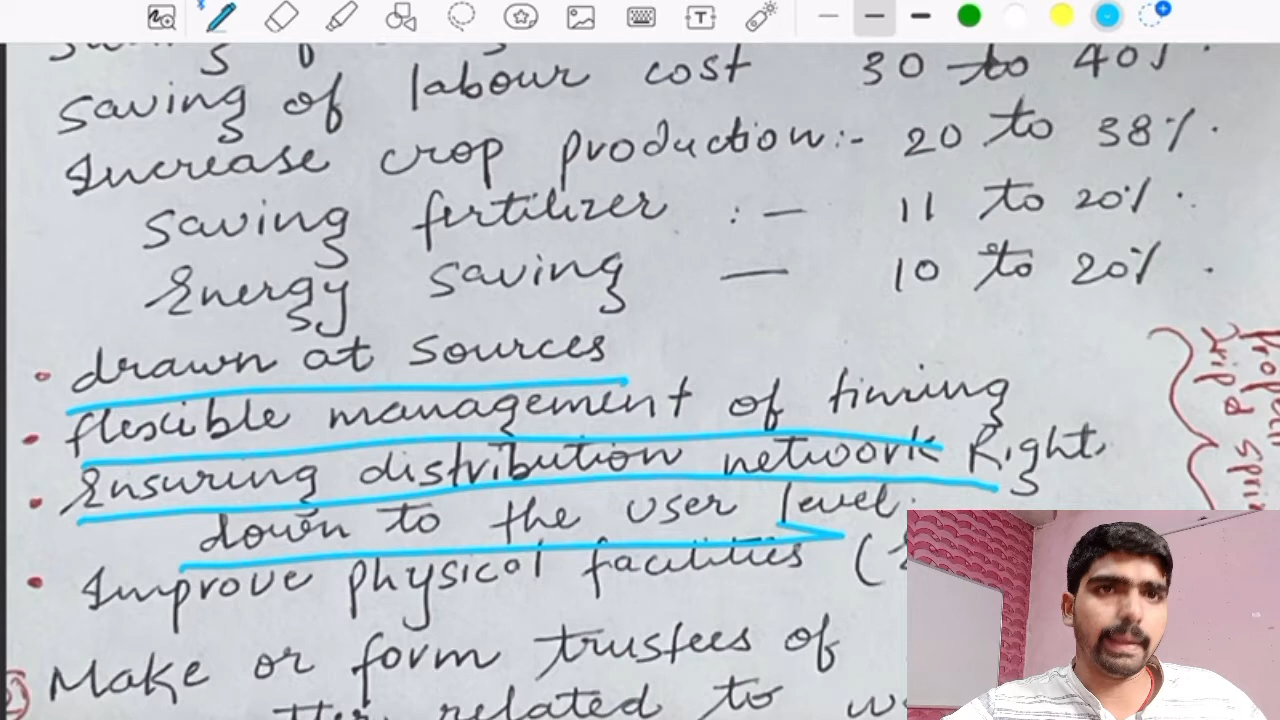 Saving of labour cost 30 to 40%.
Increase crop production:- 20 to 38%.
Saving fertilizer :- 11 to 20%.
Energy saving — 10 to 20%.
• drawn at sources
• flexible management of timing
• Ensuring distribution network Right
down to the user level.
• Improve physical facilities (
Make or form trustees of
related to